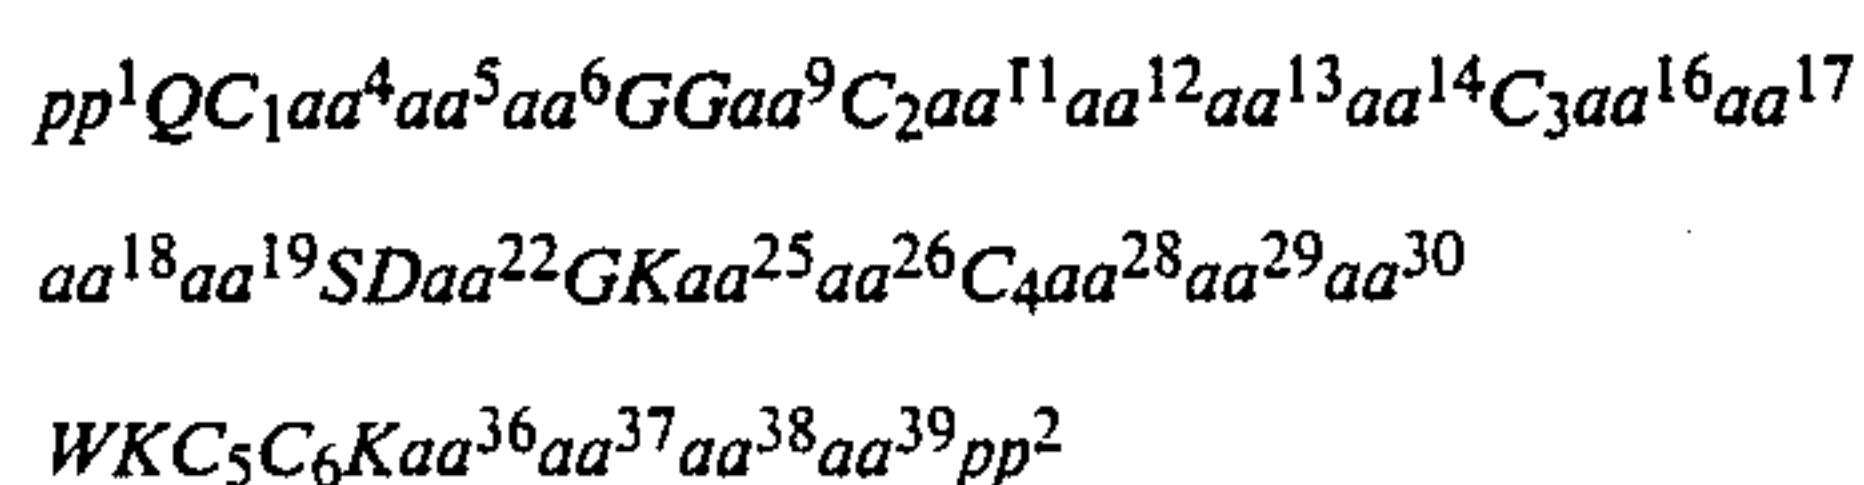 pp¹QC₁aa⁴aa⁵aa⁶GGaa⁹C₂aa¹¹aa¹²aa¹³aa¹⁴C₃aa¹⁶aa¹⁷
aa¹⁸aa¹⁹SDaa²²GKaa²⁵aa²⁶C₄aa²⁸aa²⁹aa³⁰
WKC₅C₆Kaa³⁶aa³⁷aa³⁸aa³⁹pp²